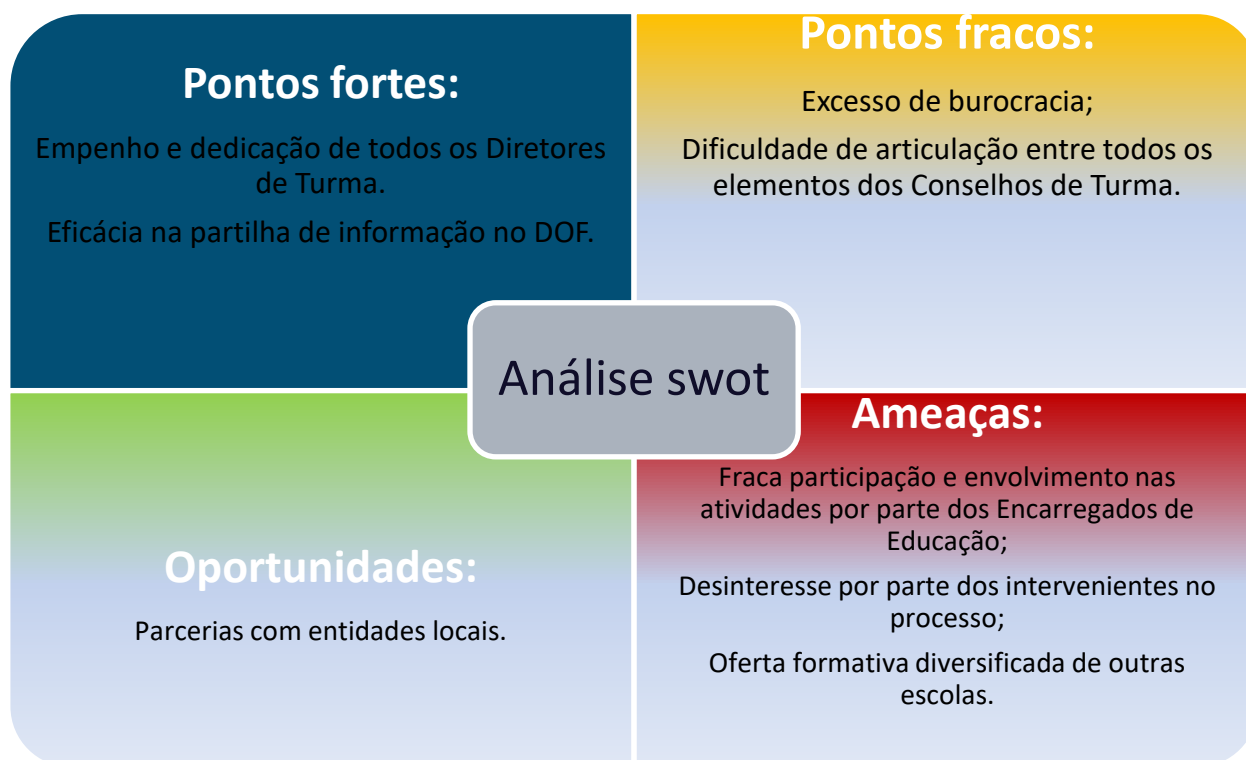 Pontos fortes:
Empenho e dedicação de todos os Diretores
de Turma.
Eficácia na partilha de informação no DOF.
Pontos fracos:
Excesso de burocracia;
Dificuldade de articulação entre todos os
elementos dos Conselhos de Turma.
Análise swot
Oportunidades:
Parcerias com entidades locais.
Ameaças:
Fraca participação e envolvimento nas
atividades por parte dos Encarregados de
Educação;
Desinteresse por parte dos intervenientes no
processo;
Oferta formativa diversificada de outras
escolas.